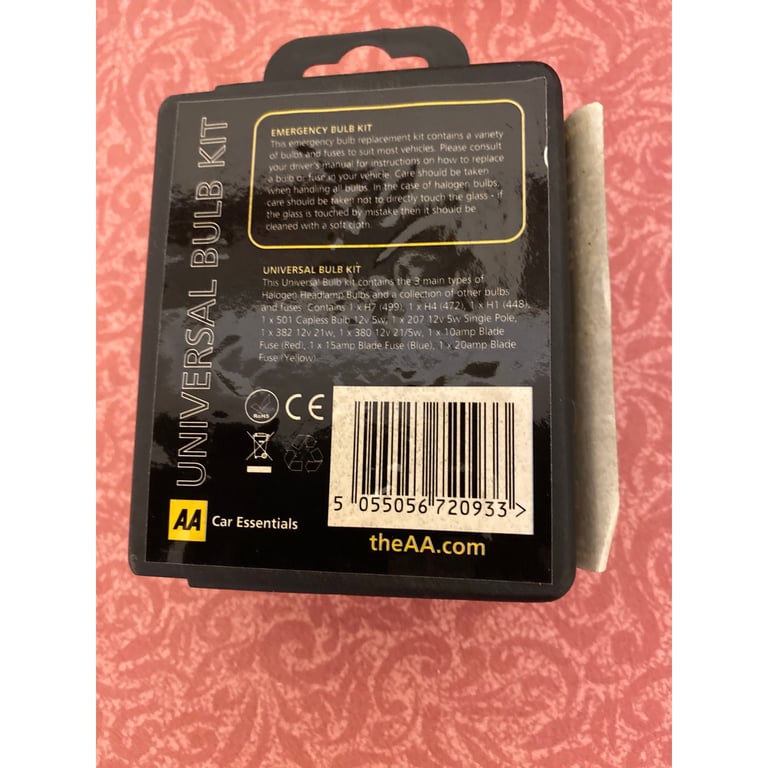 UNIVERSAL BULB KIT
EMERGENCY BULB KIT
This emergency bulb replacement kit contains a variety
of bulbs and fuses to suit most vehicles. Please consult
your driver's manual for instructions on how to replace
a bulb or fuse in your vehicle. Care should be taken
when handling all bulbs. In the case of halogen bulbs,
care should be taken not to directly touch the glass - if
the glass is touched by mistake then it should be
cleaned with a soft cloth.
UNIVERSAL BULB KIT
This Universal Bulb kit contains the 3 main types of
Halogen Headlamp Bulbs and a collection of other bulbs
and fuses. Contains 1 x H7 (499), 1 x H4 (472), 1 x H1 (448),
1 x 501 Capless Bulb 12v 5w, 1 x 207 12v 5w Single Pole,
1 x 382 12v 21w, 1 x 380 12v 21/5w, 1 x 10amp Blade
Fuse (Red), 1 x 15amp Blade Fuse (Blue), 1 x 20amp Blade
Fuse (Yellow)
RoHS
CE
5 055056 720933 >
AA Car Essentials
theAA.com